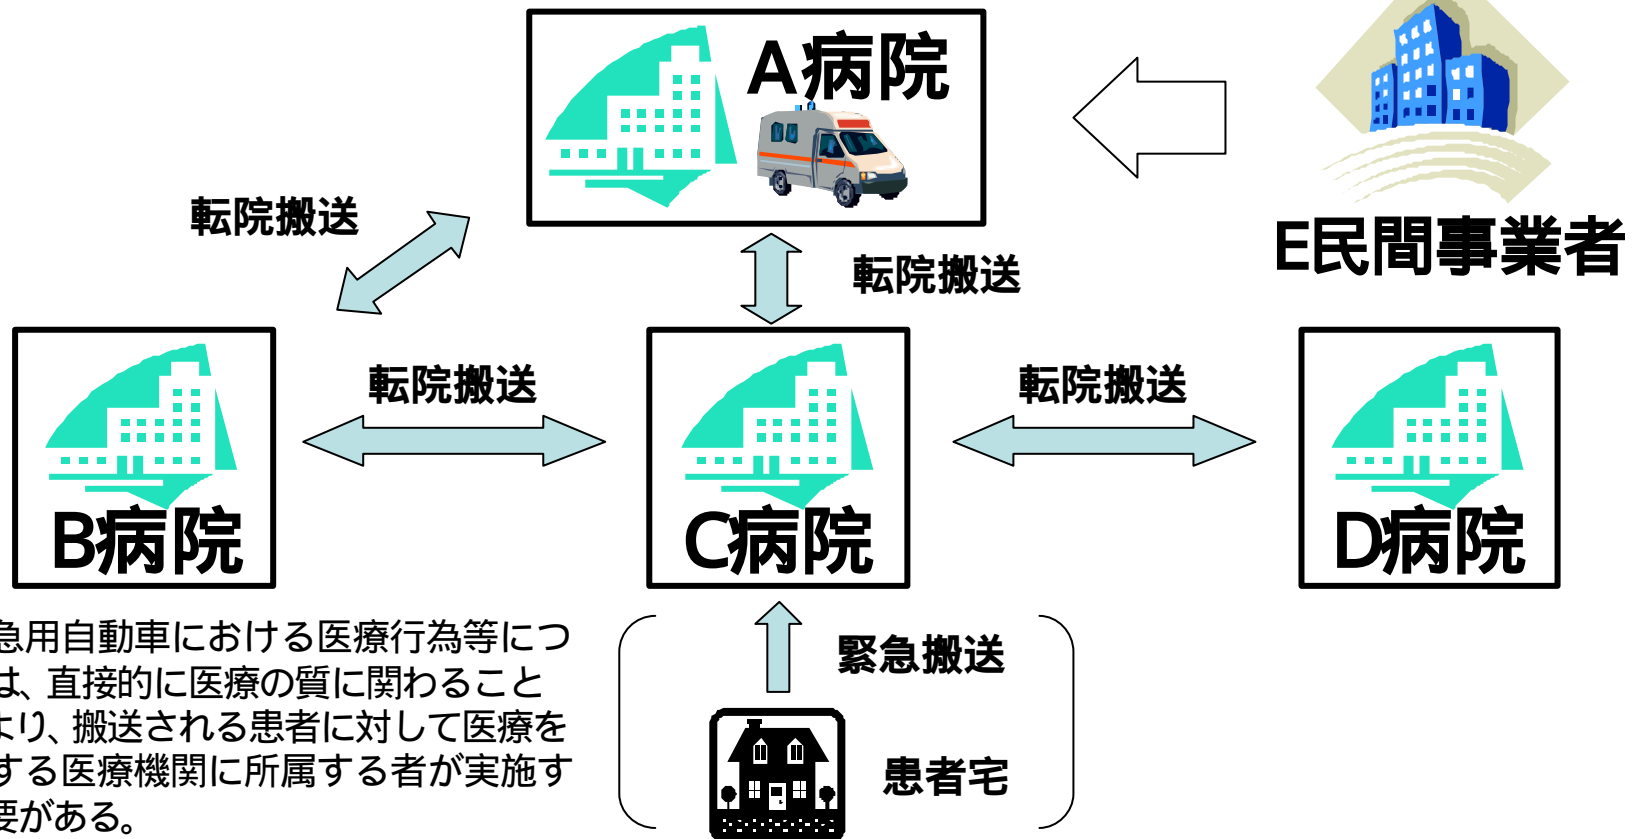 A病院
転院搬送
転院搬送
E民間事業者
転院搬送
転院搬送
B病院
C病院
D病院
急用自動車における医療行為等につ
は、直接的に医療の質に関わること
より、搬送される患者に対して医療を
する医療機関に所属する者が実施す
要がある。
緊急搬送
患者宅